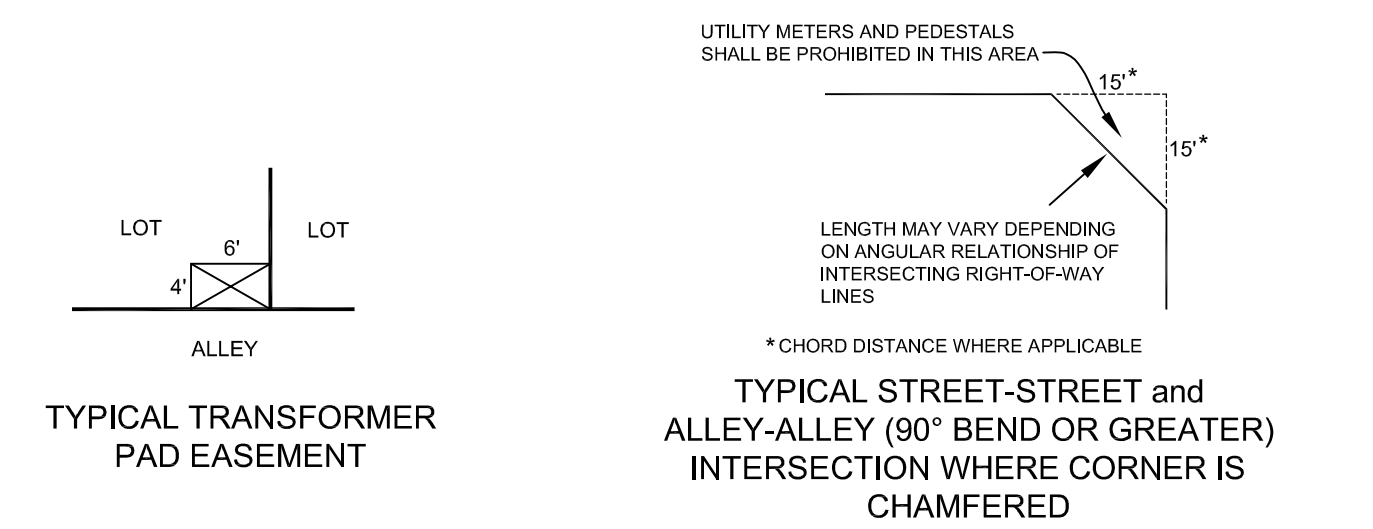 LOT
LOT
6'
4'
ALLEY
TYPICAL TRANSFORMER
PAD EASEMENT
UTILITY METERS AND PEDESTALS
SHALL BE PROHIBITED IN THIS AREA
15'*
15'*
LENGTH MAY VARY DEPENDING
ON ANGULAR RELATIONSHIP OF
INTERSECTING RIGHT-OF-WAY
LINES
* CHORD DISTANCE WHERE APPLICABLE
TYPICAL STREET-STREET and
ALLEY-ALLEY (90° BEND OR GREATER)
INTERSECTION WHERE CORNER IS
CHAMFERED